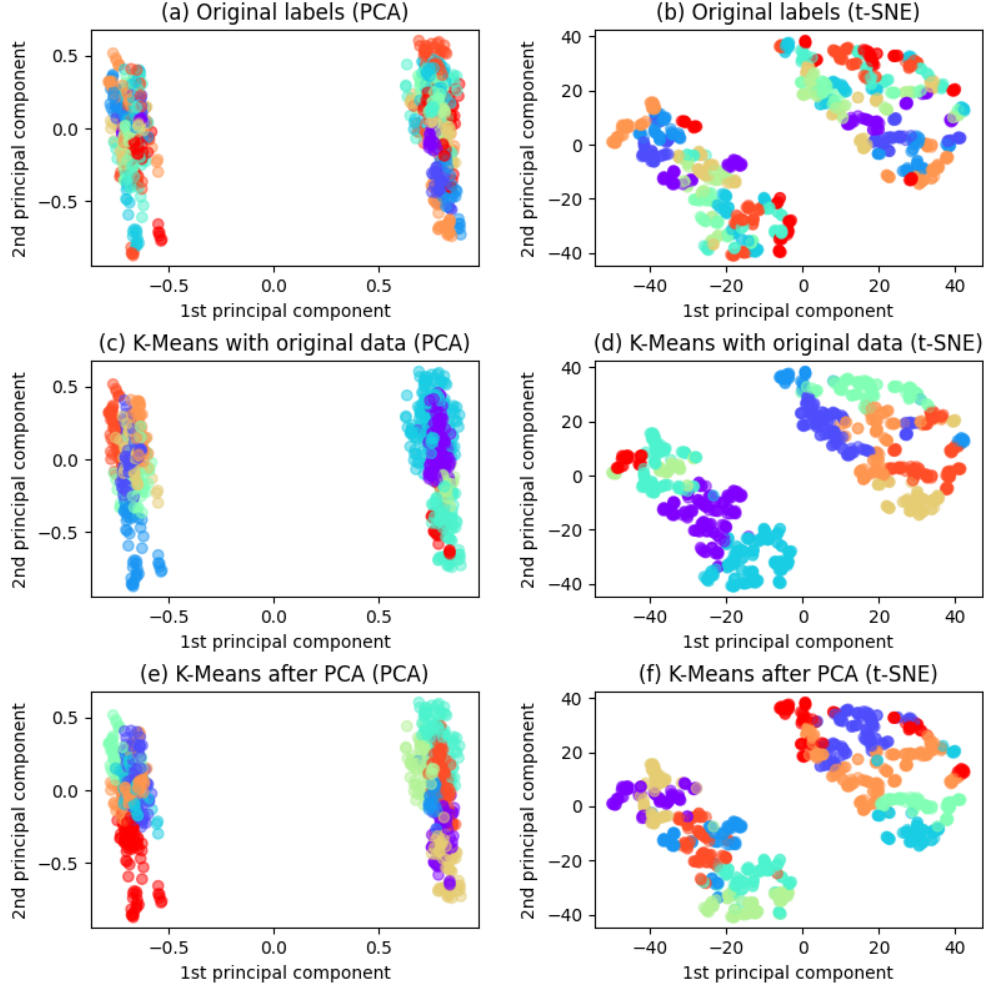 (a) Original labels (PCA)
2nd principal component
0.5
0.0
−0.5
−0.5
0.0
0.5
1st principal component
(b) Original labels (t-SNE)
2nd principal component
40
20
0
−20
−40
−40
−20
0
20
40
1st principal component
(c) K-Means with original data (PCA)
2nd principal component
0.5
0.0
−0.5
−0.5
0.0
0.5
1st principal component
(d) K-Means with original data (t-SNE)
2nd principal component
40
20
0
−20
−40
−40
−20
0
20
40
1st principal component
(e) K-Means after PCA (PCA)
2nd principal component
0.5
0.0
−0.5
−0.5
0.0
0.5
1st principal component
(f) K-Means after PCA (t-SNE)
2nd principal component
40
20
0
−20
−40
−40
−20
0
20
40
1st principal component